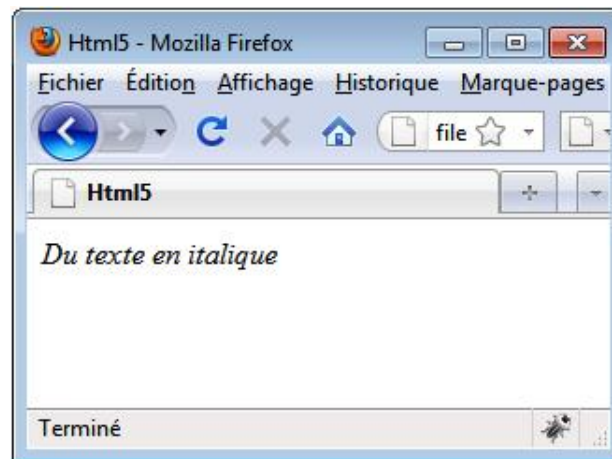 Html5 - Mozilla Firefox
Fichier Édition Affichage Historique Marque-pages
file
Html5
Du texte en italique
Terminé